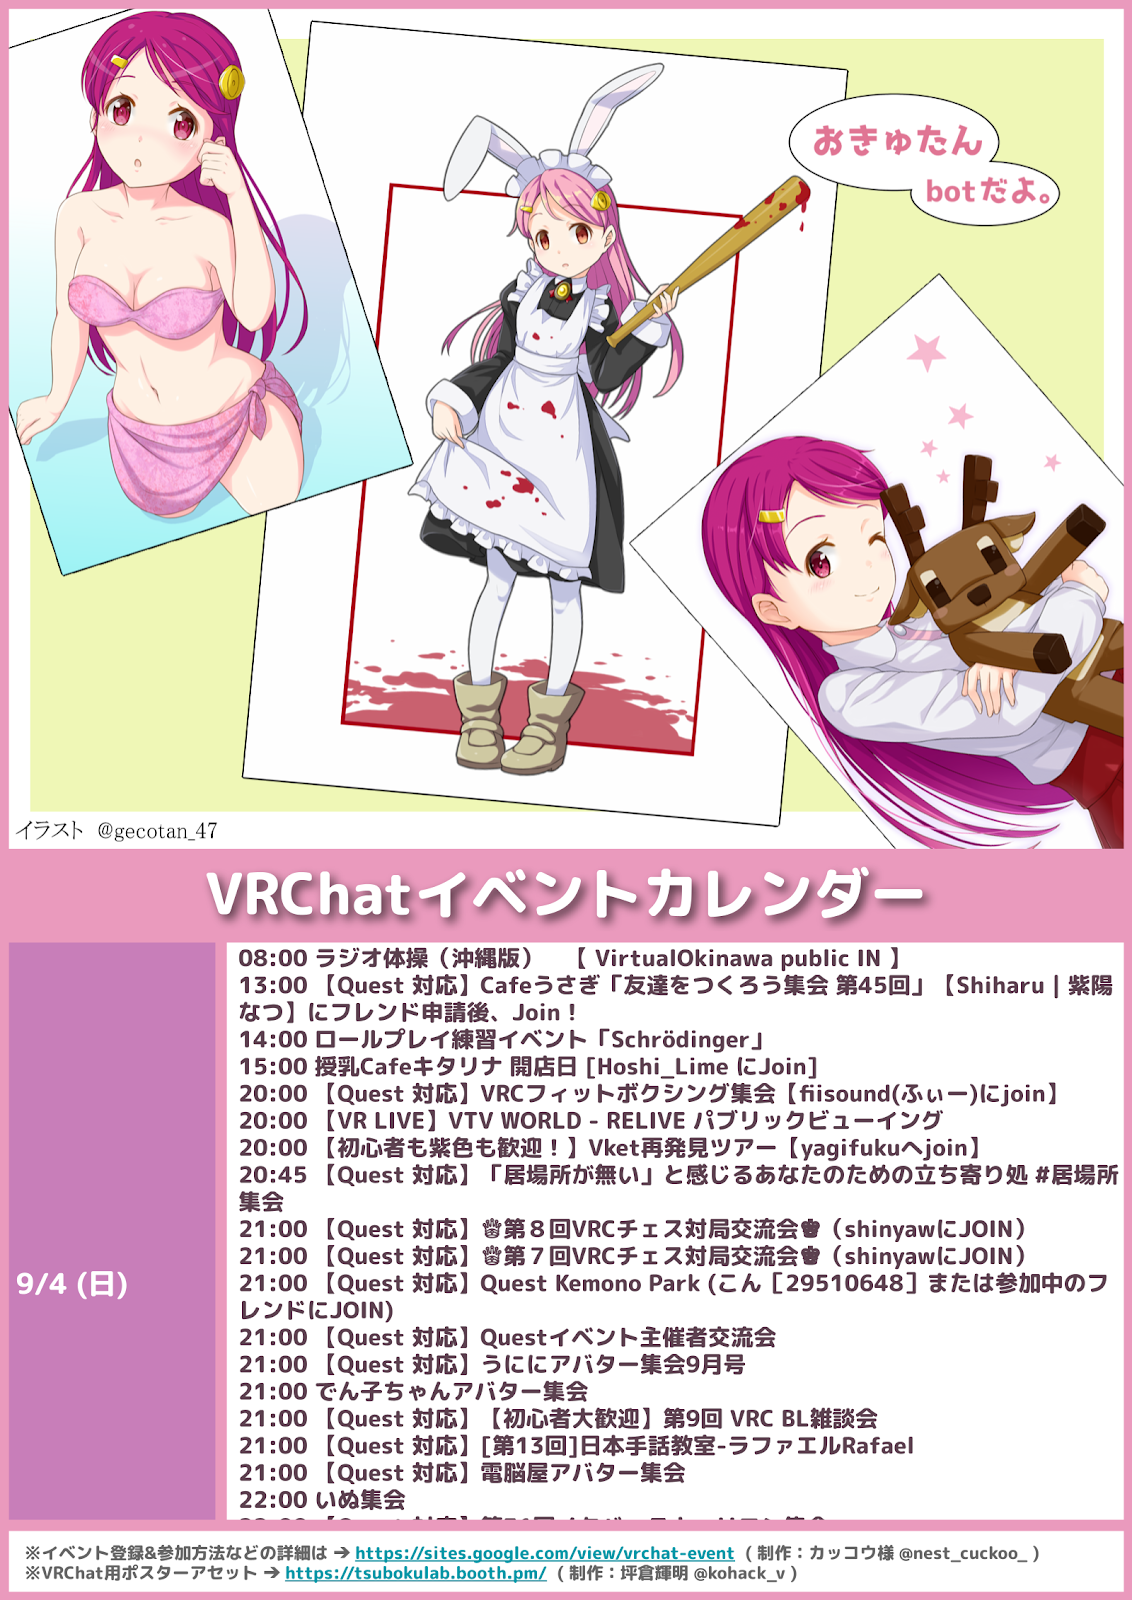 おきゅたん
botだよ。
イラスト @gecotan_47
VRChatイベントカレンダー
9/4 (日)
08:00 ラジオ体操（沖縄版） 【 VirtualOkinawa public IN 】
13:00 【Quest 対応】Cafeうさぎ「友達をつくろう集会 第45回」【Shiharu | 紫陽
なつ】にフレンド申請後、Join！
14:00 ロールプレイ練習イベント「Schrödinger」
15:00 授乳Cafeキタリナ 開店日 [Hoshi_Lime にJoin]
20:00 【Quest 対応】VRCフィットボクシング集会【fiisound(ふぃー)にjoin】
20:00 【VR LIVE】VTV WORLD - RELIVE パブリックビューイング
20:00 【初心者も紫色も歓迎！】Vket再発見ツアー【yagifukuへjoin】
20:45 【Quest 対応】「居場所が無い」と感じるあなたのための立ち寄り処 #居場所
集会
21:00 【Quest 対応】♕第８回VRCチェス対局交流会♚（shinyawにJOIN）
21:00 【Quest 対応】♕第７回VRCチェス対局交流会♚（shinyawにJOIN）
21:00 【Quest 対応】Quest Kemono Park (こん［29510648］または参加中のフ
レンドにJOIN)
21:00 【Quest 対応】Questイベント主催者交流会
21:00 【Quest 対応】うににアバター集会9月号
21:00 でん子ちゃんアバター集会
21:00 【Quest 対応】【初心者大歓迎】第9回 VRC BL雑談会
21:00 【Quest 対応】[第13回]日本手話教室-ラファエルRafael
21:00 【Quest 対応】電脳屋アバター集会
22:00 いぬ集会
※イベント登録&参加方法などの詳細は ➔ https://sites.google.com/view/vrchat-event ( 制作：カッコウ様 @nest_cuckoo_ )
※VRChat用ポスターアセット ➔ https://tsubokulab.booth.pm/ ( 制作：坪倉輝明 @kohack_v )